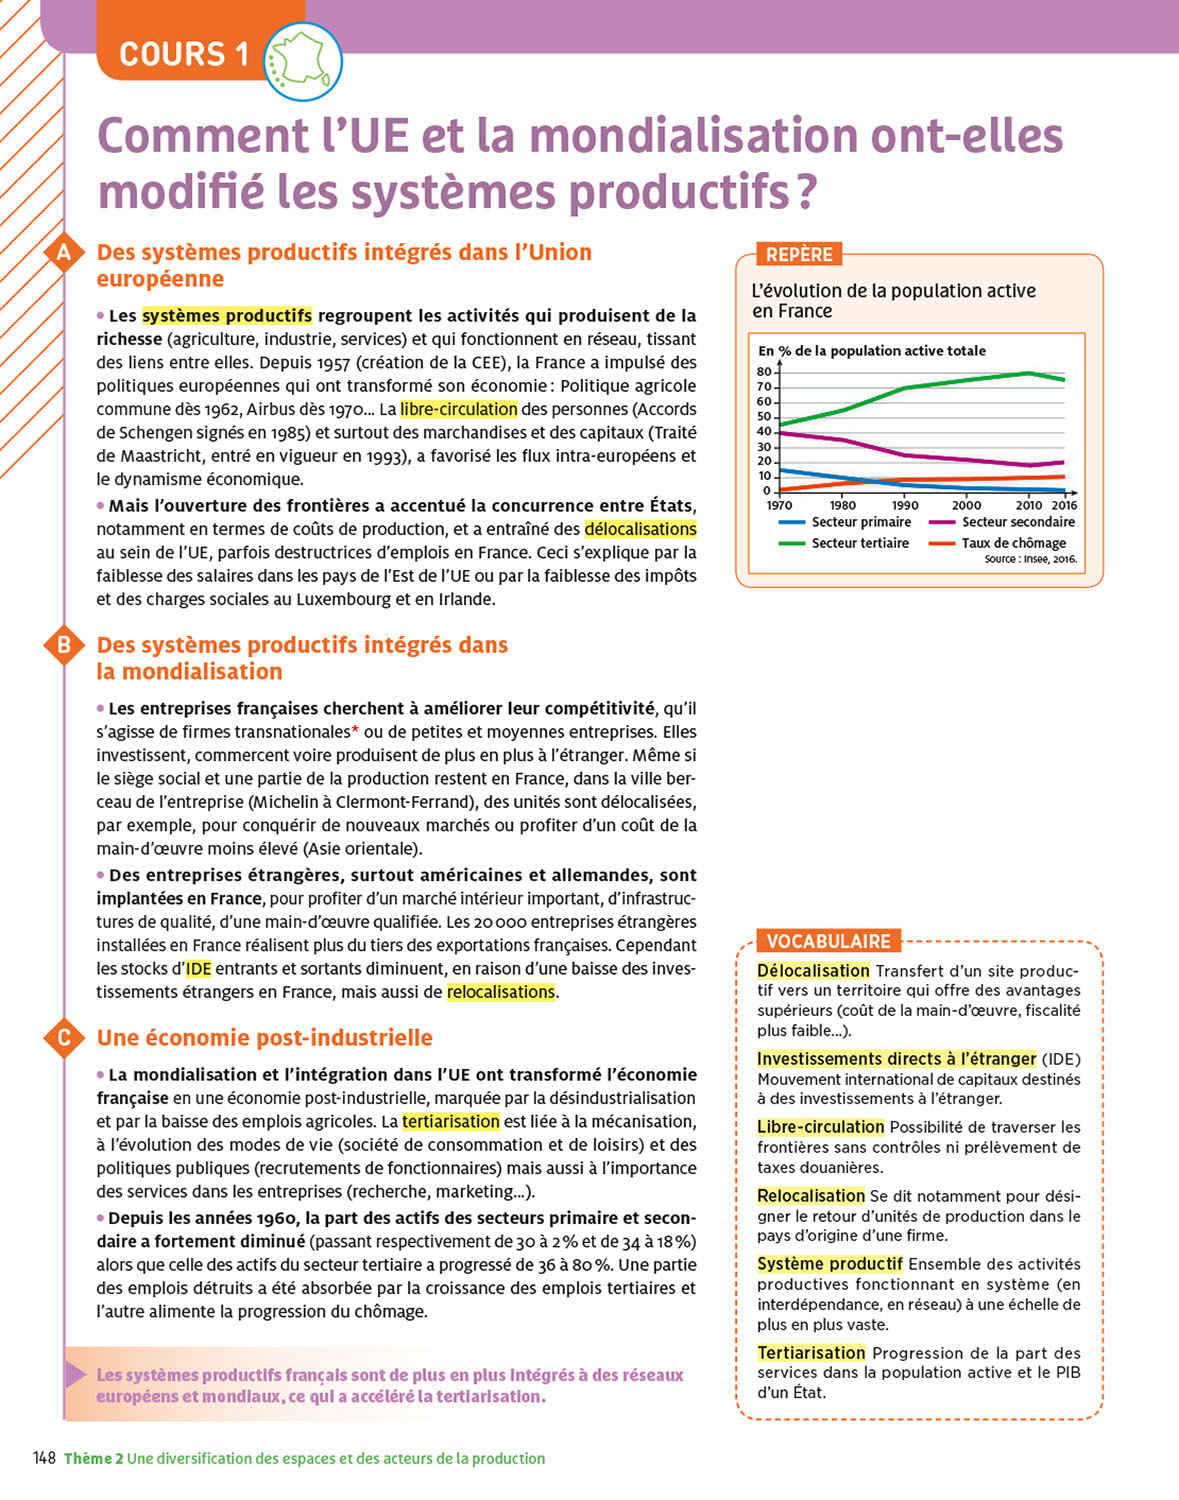 COURS 1
Comment l’UE et la mondialisation ont-elles
modifié les systèmes productifs ?
A
Des systèmes productifs intégrés dans l’Union
européenne
• Les systèmes productifs regroupent les activités qui produisent de la
richesse (agriculture, industrie, services) et qui fonctionnent en réseau, tissant
des liens entre elles. Depuis 1957 (création de la CEE), la France a impulsé des
politiques européennes qui ont transformé son économie : Politique agricole
commune dès 1962, Airbus dès 1970... La libre-circulation des personnes (Accords
de Schengen signés en 1985) et surtout des marchandises et des capitaux (Traité
de Maastricht, entré en vigueur en 1993), a favorisé les flux intra-européens et
le dynamisme économique.
• Mais l’ouverture des frontières a accentué la concurrence entre États,
notamment en termes de coûts de production, et a entraîné des délocalisations
au sein de l’UE, parfois destructrices d’emplois en France. Ceci s’explique par la
faiblesse des salaires dans les pays de l’Est de l’UE ou par la faiblesse des impôts
et des charges sociales au Luxembourg et en Irlande.
B
Des systèmes productifs intégrés dans
la mondialisation
• Les entreprises françaises cherchent à améliorer leur compétitivité, qu’il
s’agisse de firmes transnationales* ou de petites et moyennes entreprises. Elles
investissent, commercent voire produisent de plus en plus à l’étranger. Même si
le siège social et une partie de la production restent en France, dans la ville ber-
ceau de l’entreprise (Michelin à Clermont-Ferrand), des unités sont délocalisées,
par exemple, pour conquérir de nouveaux marchés ou profiter d’un coût de la
main-d’œuvre moins élevé (Asie orientale).
• Des entreprises étrangères, surtout américaines et allemandes, sont
implantées en France, pour profiter d’un marché intérieur important, d’infrastruc-
tures de qualité, d’une main-d’œuvre qualifiée. Les 20 000 entreprises étrangères
installées en France réalisent plus du tiers des exportations françaises. Cependant
les stocks d’IDE entrants et sortants diminuent, en raison d’une baisse des inves-
tissements étrangers en France, mais aussi de relocalisations.
C
Une économie post-industrielle
• La mondialisation et l’intégration dans l’UE ont transformé l’économie
française en une économie post-industrielle, marquée par la désindustrialisation
et par la baisse des emplois agricoles. La tertiarisation est liée à la mécanisation,
à l’évolution des modes de vie (société de consommation et de loisirs) et des
politiques publiques (recrutements de fonctionnaires) mais aussi à l’importance
des services dans les entreprises (recherche, marketing...).
• Depuis les années 1960, la part des actifs des secteurs primaire et secon-
daire a fortement diminué (passant respectivement de 30 à 2 % et de 34 à 18 %)
alors que celle des actifs du secteur tertiaire a progressé de 36 à 80 %. Une partie
des emplois détruits a été absorbée par la croissance des emplois tertiaires et
l’autre alimente la progression du chômage.
Les systèmes productifs français sont de plus en plus intégrés à des réseaux
européens et mondiaux, ce qui a accéléré la tertiarisation.
REPÈRE
L’évolution de la population active
en France
En % de la population active totale
80
70
60
50
40
30
20
10
0
1970 1980 1990 2000 2010 2016
Secteur primaire Secteur secondaire
Secteur tertiaire Taux de chômage
Source : Insee, 2016.
VOCABULAIRE
Délocalisation Transfert d’un site produc-
tif vers un territoire qui offre des avantages
supérieurs (coût de la main-d’œuvre, fiscalité
plus faible...).
Investissements directs à l’étranger (IDE)
Mouvement international de capitaux destinés
à des investissements à l’étranger.
Libre-circulation Possibilité de traverser les
frontières sans contrôles ni prélèvement de
taxes douanières.
Relocalisation Se dit notamment pour dési-
gner le retour d’unités de production dans le
pays d’origine d’une firme.
Système productif Ensemble des activités
productives fonctionnant en système (en
interdépendance, en réseau) à une échelle de
plus en plus vaste.
Tertiarisation Progression de la part des
services dans la population active et le PIB
d’un État.
148 Thème 2 Une diversification des espaces et des acteurs de la production